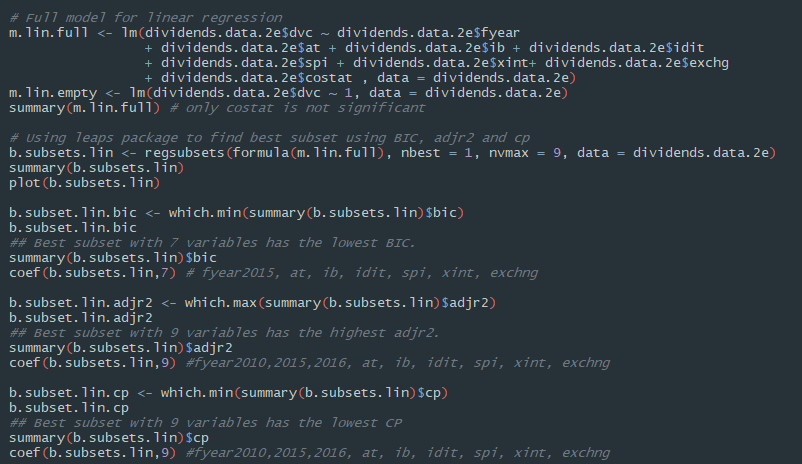 # Full model for linear regression
m.lin.full <- lm(dividends.data.2e$dvc ~ dividends.data.2e$fyear
+ dividends.data.2e$at + dividends.data.2e$ib + dividends.data.2e$idit
+ dividends.data.2e$spi + dividends.data.2e$xint+ dividends.data.2e$exchg
+ dividends.data.2e$costat , data = dividends.data.2e)
m.lin.empty <- lm(dividends.data.2e$dvc ~ 1, data = dividends.data.2e)
summary(m.lin.full) # only costat is not significant
# Using leaps package to find best subset using BIC, adjr2 and cp
b.subsets.lin <- regsubsets(formula(m.lin.full), nbest = 1, nvmax = 9, data = dividends.data.2e)
summary(b.subsets.lin)
plot(b.subsets.lin)
b.subset.lin.bic <- which.min(summary(b.subsets.lin)$bic)
b.subset.lin.bic
## Best subset with 7 variables has the lowest BIC.
summary(b.subsets.lin)$bic
coef(b.subsets.lin,7) # fyear2015, at, ib, idit, spi, xint, exchng
b.subset.lin.adjr2 <- which.max(summary(b.subsets.lin)$adjr2)
b.subset.lin.adjr2
## Best subset with 9 variables has the highest adjr2.
summary(b.subsets.lin)$adjr2
coef(b.subsets.lin,9) #fyear2010,2015,2016, at, ib, idit, spi, xint, exchng
b.subset.lin.cp <- which.min(summary(b.subsets.lin)$cp)
b.subset.lin.cp
## Best subset with 9 variables has the lowest CP
summary(b.subsets.lin)$cp
coef(b.subsets.lin,9) #fyear2010,2015,2016, at, ib, idit, spi, xint, exchng